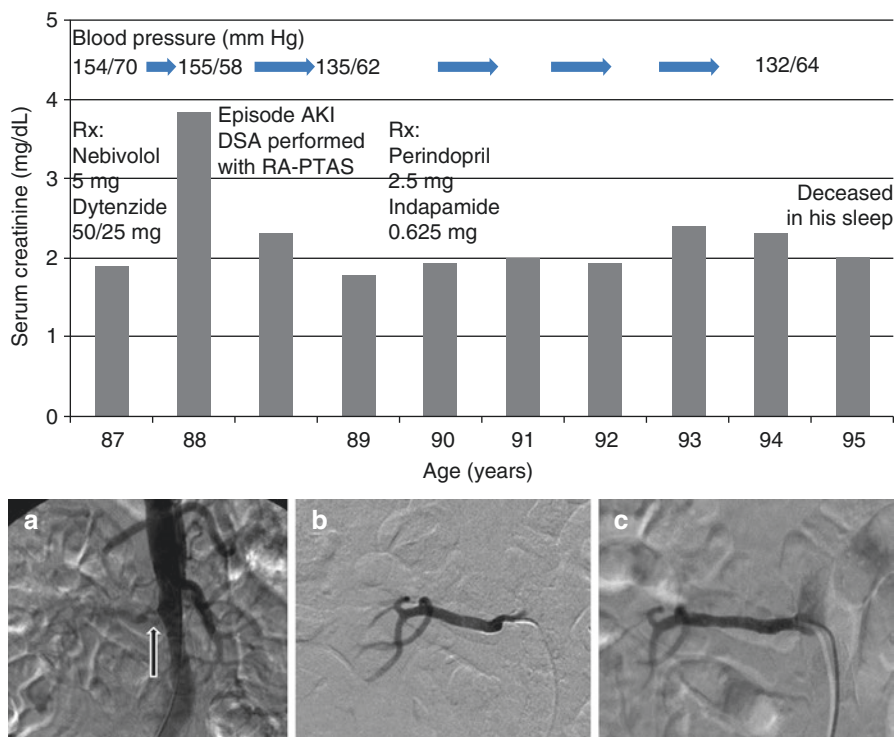 5
4
3
2
1
0
Serum creatinine (mg/dL)
Blood pressure (mm Hg)
154/70 155/58 135/62 132/64
Rx:
Nebivolol
5 mg
Dytenzide
50/25 mg
Episode AKI
DSA performed
with RA-PTAS
Rx:
Perindopril
2.5 mg
Indapamide
0.625 mg
Deceased
in his sleep
87 88 89 90 91 92 93 94 95
Age (years)
a b c